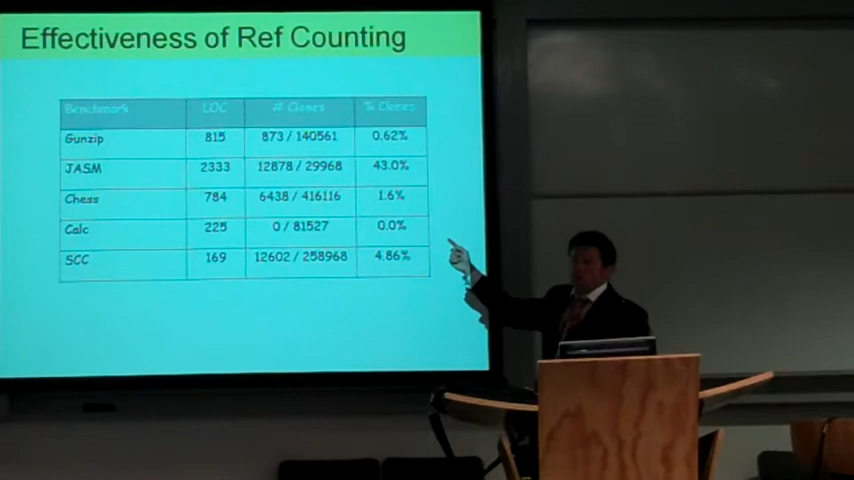 Effectiveness of Ref Counting
Benchmark LOC # Clones % Clones
Gunzip 815 873 / 140561 0.62%
JASM 2333 12878 / 29968 43.0%
Chess 784 6438 / 416116 1.6%
Calc 225 0 / 81527 0.0%
SCC 169 12602 / 258968 4.86%